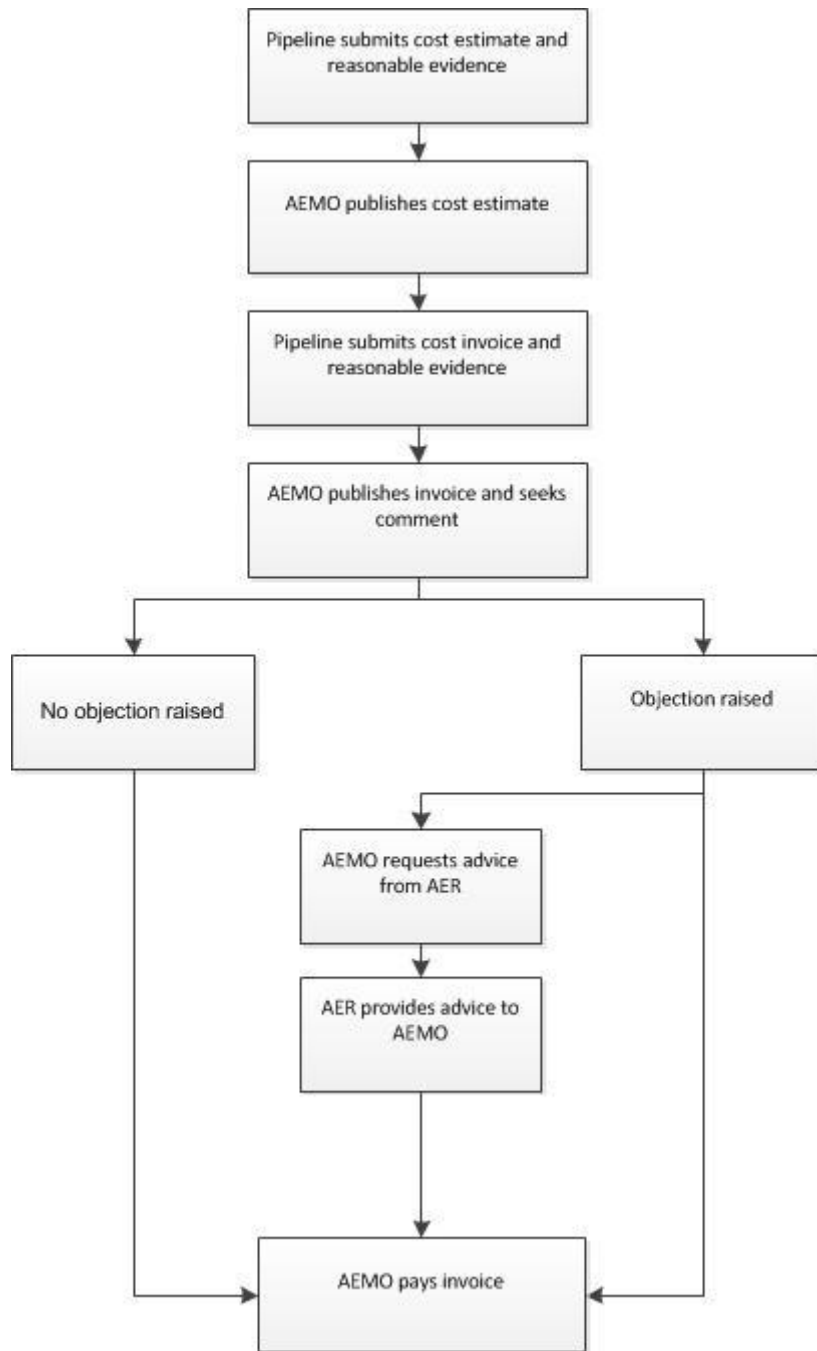 Pipeline submits cost estimate and
reasonable evidence
AEMO publishes cost estimate
Pipeline submits cost invoice and
reasonable evidence
AEMO publishes invoice and seeks
comment
No objection raised
Objection raised
AEMO requests advice
from AER
AER provides advice to
AEMO
AEMO pays invoice